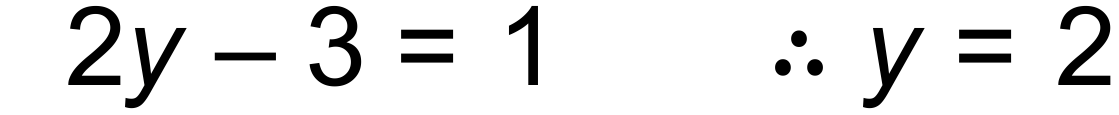 2y – 3 = 1 ∴ y = 2